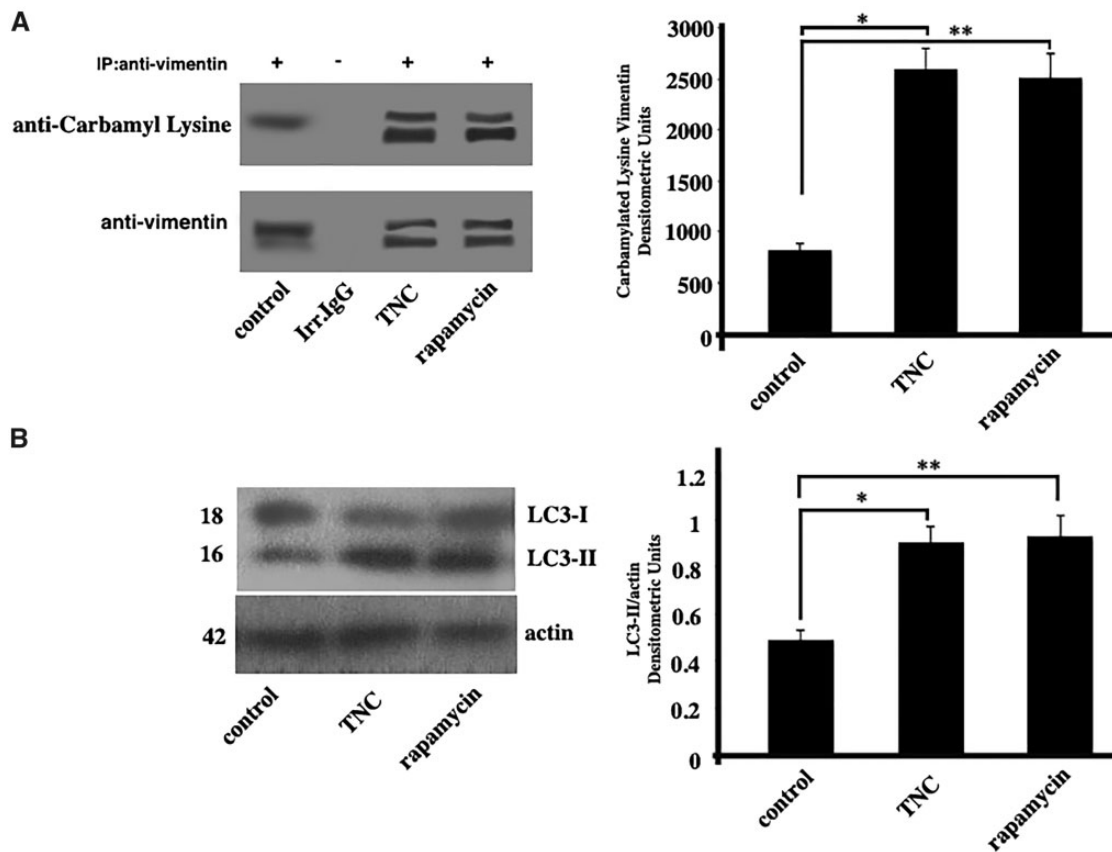 A
IP:anti-vimentin + - + +
anti-Carbamyl Lysine
anti-vimentin
control Irr.IgG TNC rapamycin
* **
Carbamylated Lysine Vimentin
Densitometric Units
3000
2500
2000
1500
1000
500
0
control TNC rapamycin
B
18 LC3-I
16 LC3-II
42 actin
control TNC rapamycin
**
*
LC3-II/actin
Densitometric Units
1.2
1
0.8
0.6
0.4
0.2
0
control TNC rapamycin